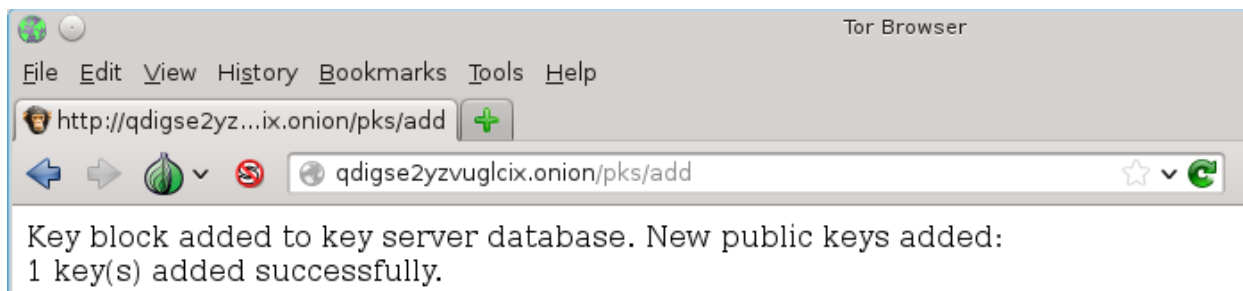 Tor Browser
File Edit View History Bookmarks Tools Help
http://qdigse2yz...ix.onion/pks/add
qdigse2yzvuglcix.onion/pks/add
Key block added to key server database. New public keys added:
1 key(s) added successfully.